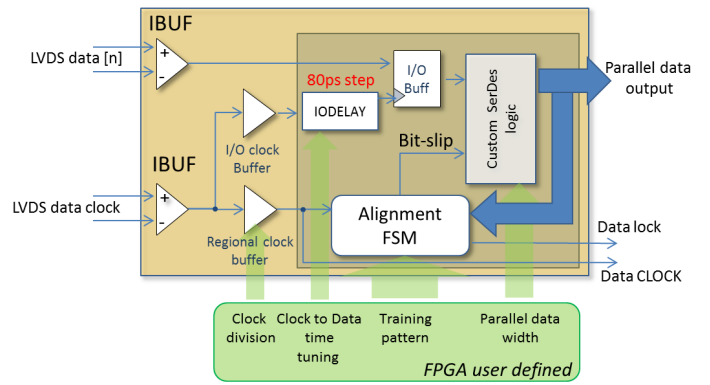 IBUF
LVDS data [n]
+
-
80ps step
I/O
Buff
IODELAY
Custom SerDes
logic
Parallel data
output
I/O clock
Buffer
Bit-slip
IBUF
LVDS data clock
+
-
Regional clock
buffer
Alignment
FSM
Data lock
Data CLOCK
Clock
division
Clock to Data
time
tuning
Training
pattern
Parallel data
width
FPGA user defined